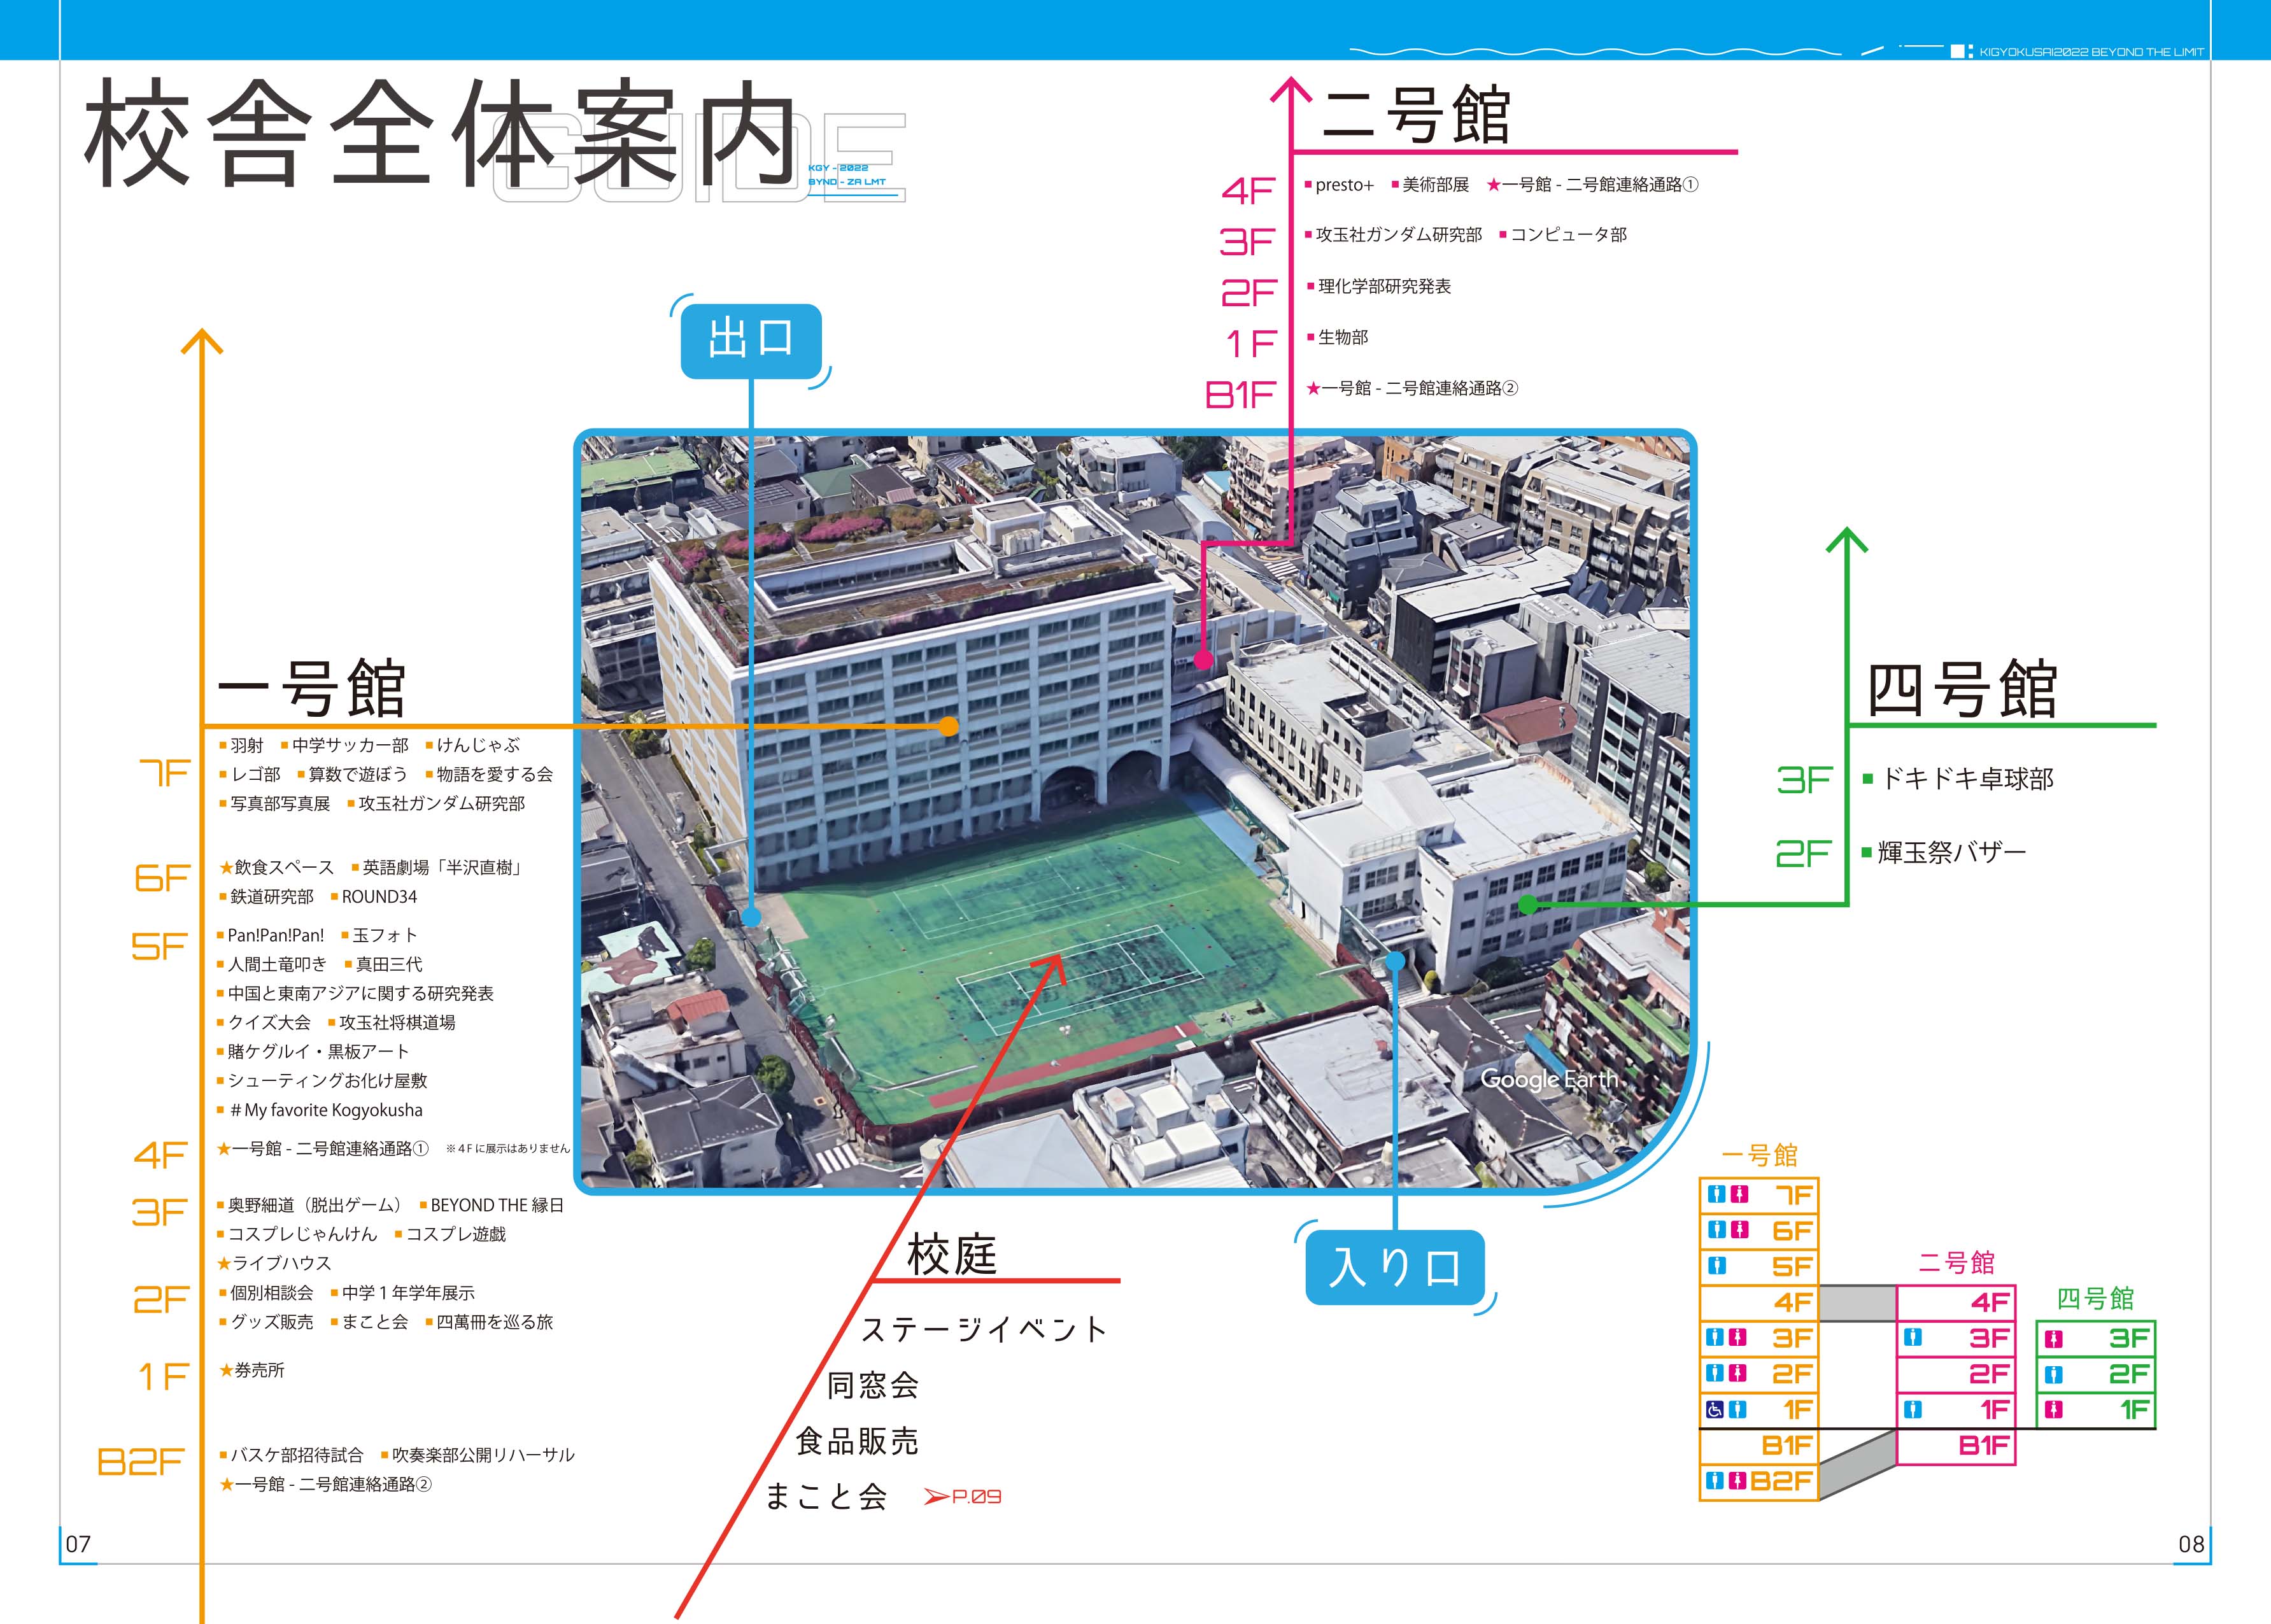 KIGYOKUSAI2022 BEYOND THE LIMIT
校舎全体案内
GUIDE
KGY - 2022
BYND - ZA LMT
二号館
4F ■presto+ ■美術部展 ★一号館 - 二号館連絡通路①
3F ■攻玉社ガンダム研究部 ■コンピュータ部
2F ■理化学部研究発表
1F ■生物部
B1F ★一号館 - 二号館連絡通路②
出口
一号館
7F
■羽射 ■中学サッカー部 ■けんじゃぶ
■レゴ部 ■算数で遊ぼう ■物語を愛する会
■写真部写真展 ■攻玉社ガンダム研究部
6F
★飲食スペース ■英語劇場「半沢直樹」
■鉄道研究部 ■ROUND34
5F
■Pan!Pan!Pan! ■玉フォト
■人間土竜叩き ■真田三代
■中国と東南アジアに関する研究発表
■クイズ大会 ■攻玉社将棋道場
■賭ケグルイ・黒板アート
■シューティングお化け屋敷
■#My favorite Kogyokusha
4F ★一号館 - 二号館連絡通路① ※4Fに展示はありません
3F
■奥野細道（脱出ゲーム） ■BEYOND THE 縁日
■コスプレじゃんけん ■コスプレ遊戯
★ライブハウス
2F
■個別相談会 ■中学1年学年展示
■グッズ販売 ■まこと会 ■四萬冊を巡る旅
1F ★券売所
B2F
■バスケ部招待試合 ■吹奏楽部公開リハーサル
★一号館 - 二号館連絡通路②
四号館
3F ■ドキドキ卓球部
2F ■輝玉祭バザー
Google Earth
校庭
ステージイベント
同窓会
食品販売
まこと会 P.09
入り口
一号館
7F
6F
5F
4F
3F
2F
1F
B1F
B2F
二号館
4F
3F
2F
1F
B1F
四号館
3F
2F
1F
07
08